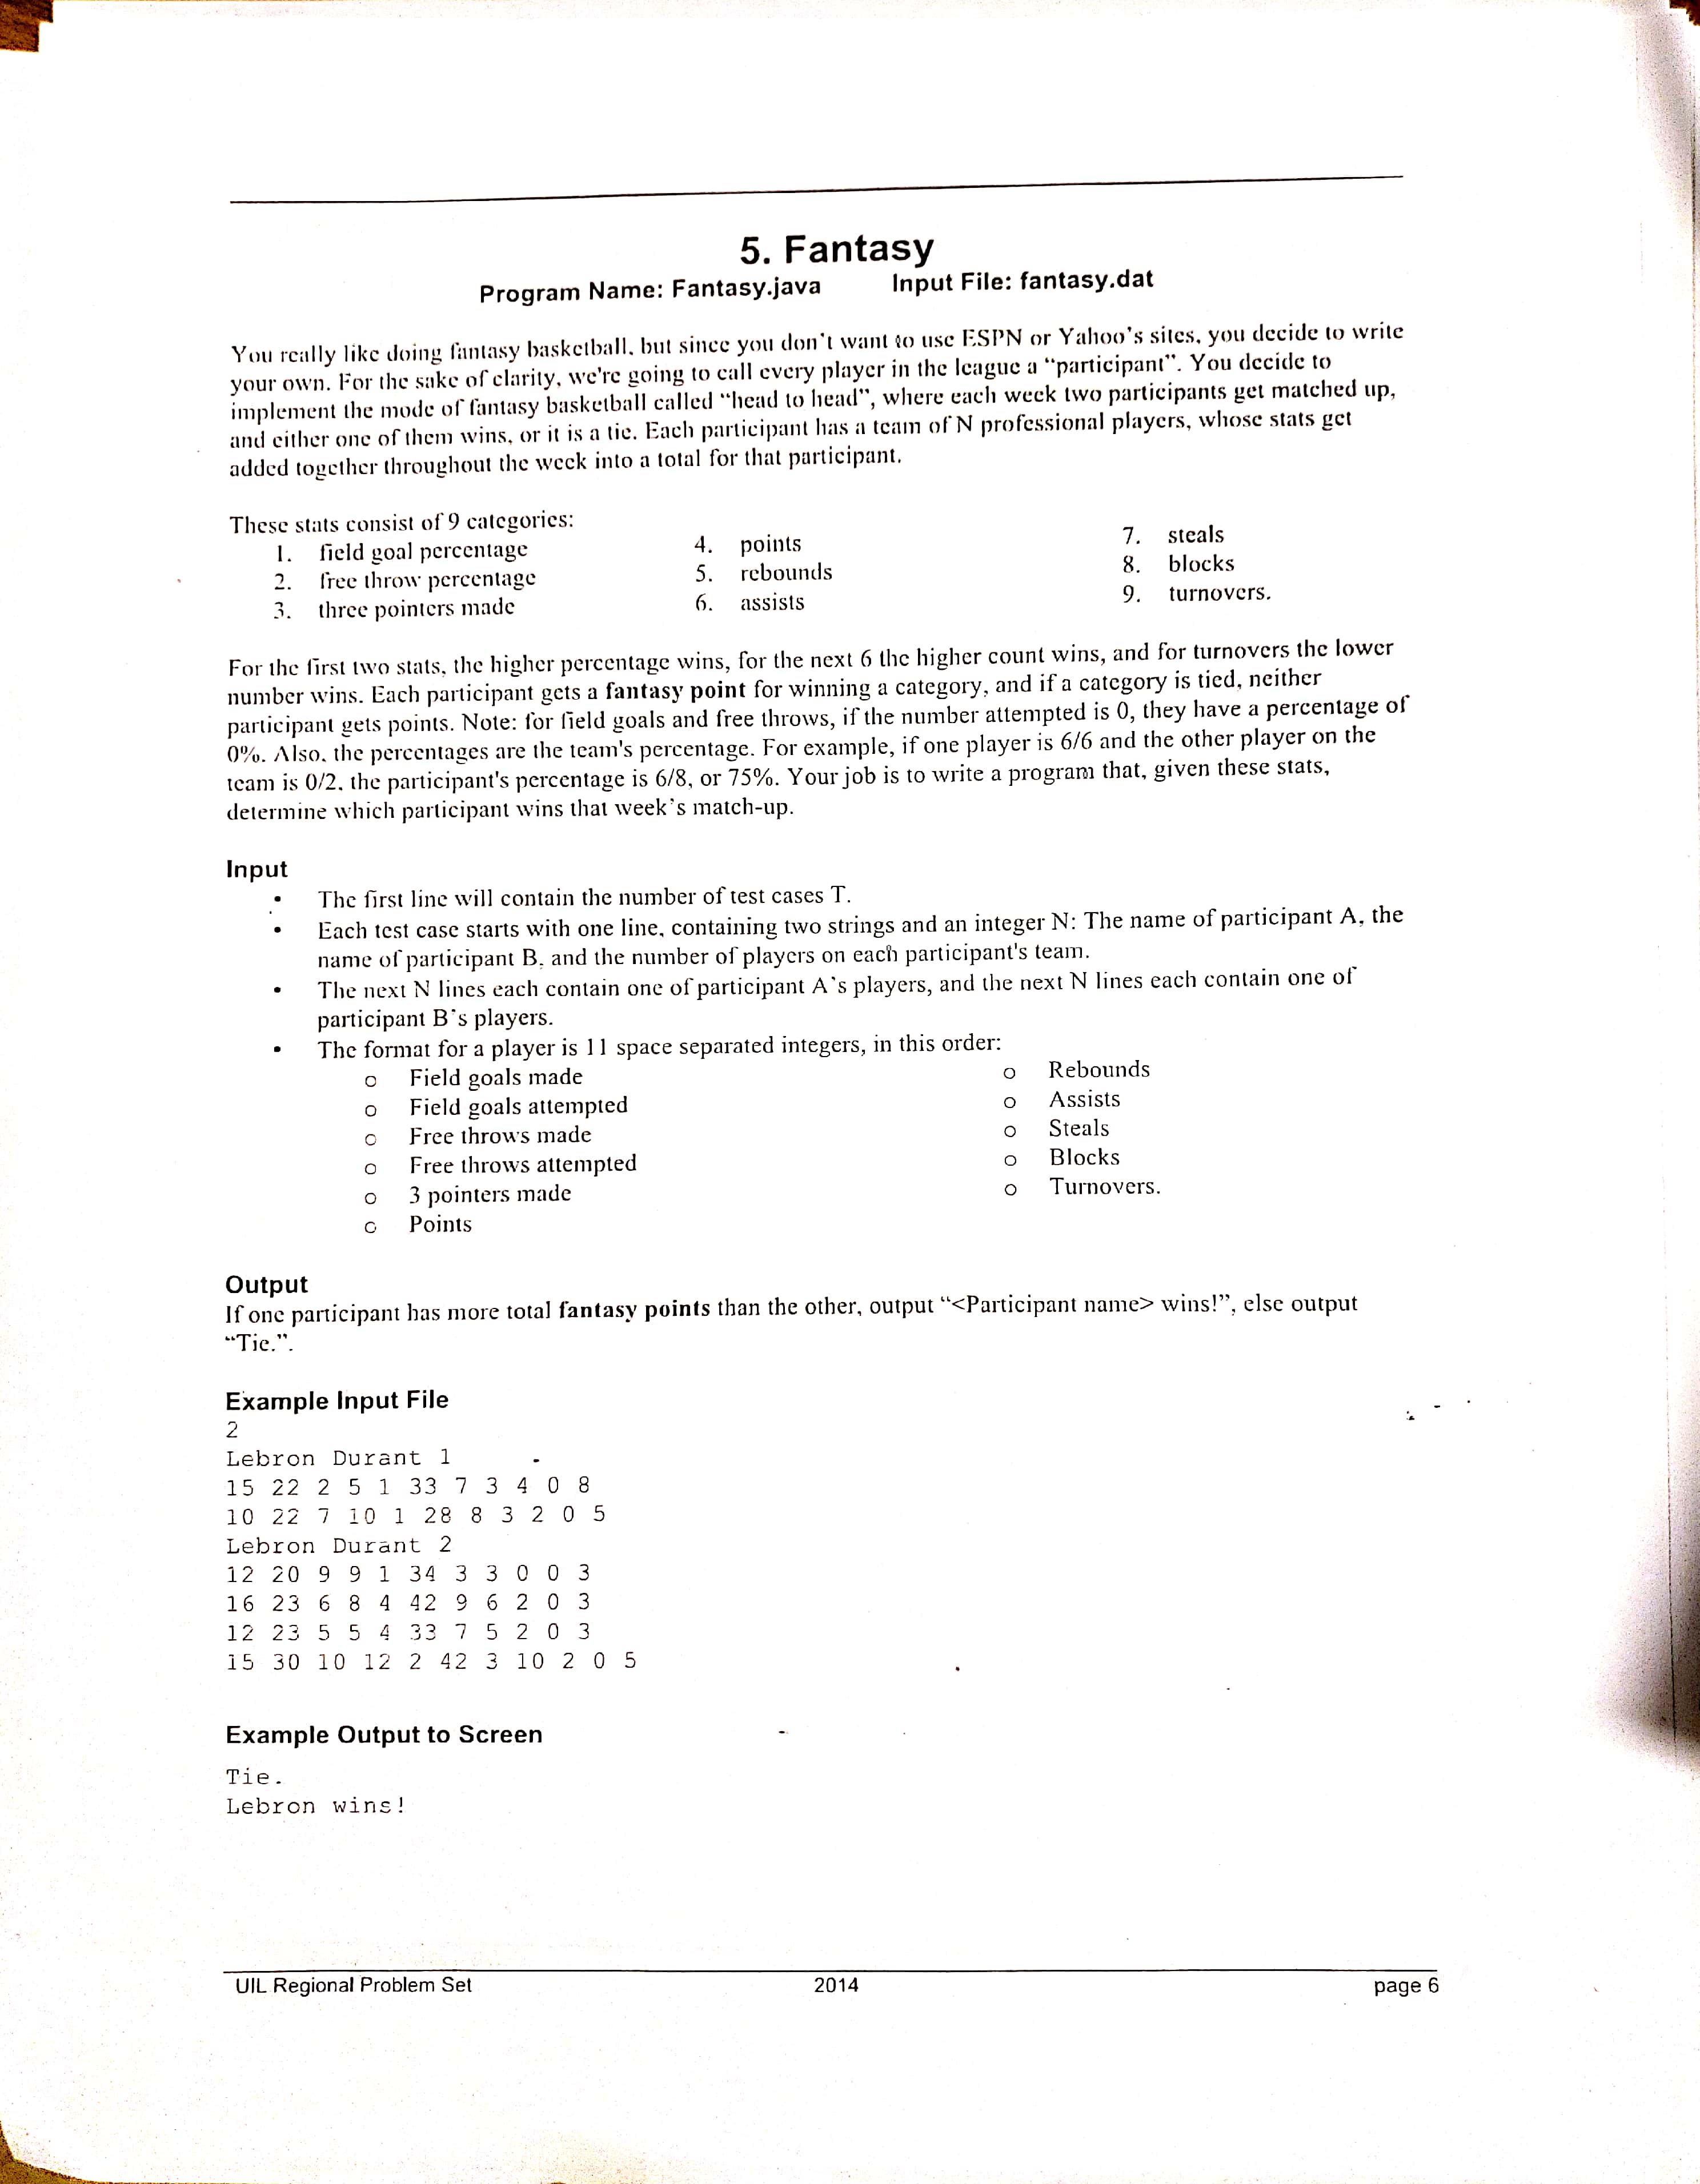 5. Fantasy
Program Name: Fantasy.java Input File: fantasy.dat
You really like doing fantasy basketball, but since you don't want to use ESPN or Yahoo's sites, you decide to write
your own. For the sake of clarity, we're going to call every player in the league a “participant”. You decide to
implement the mode of fantasy basketball called “head to head”, where each week two participants get matched up,
and either one of them wins, or it is a tie. Each participant has a team of N professional players, whose stats get
added together throughout the week into a total for that participant.
These stats consist of 9 categories:
1. field goal percentage
2. free throw percentage
3. three pointers made
4. points
5. rebounds
6. assists
7. steals
8. blocks
9. turnovers.
For the first two stats, the higher percentage wins, for the next 6 the higher count wins, and for turnovers the lower
number wins. Each participant gets a fantasy point for winning a category, and if a category is tied, neither
participant gets points. Note: for field goals and free throws, if the number attempted is 0, they have a percentage of
0%. Also, the percentages are the team's percentage. For example, if one player is 6/6 and the other player on the
team is 0/2, the participant's percentage is 6/8, or 75%. Your job is to write a program that, given these stats,
determine which participant wins that week's match-up.
Input
• The first line will contain the number of test cases T.
• Each test case starts with one line, containing two strings and an integer N: The name of participant A, the
name of participant B, and the number of players on each participant's team.
• The next N lines each contain one of participant A's players, and the next N lines each contain one of
participant B's players.
• The format for a player is 11 space separated integers, in this order:
o Field goals made
o Field goals attempted
o Free throws made
o Free throws attempted
o 3 pointers made
o Points
o Rebounds
o Assists
o Steals
o Blocks
o Turnovers.
Output
If one participant has more total fantasy points than the other, output “<Participant name> wins!”, else output
“Tie.”.
Example Input File
2
Lebron Durant 1
15 22 2 5 1 33 7 3 4 0 8
10 22 7 10 1 28 8 3 2 0 5
Lebron Durant 2
12 20 9 9 1 34 3 3 0 0 3
16 23 6 8 4 42 9 6 2 0 3
12 23 5 5 4 33 7 5 2 0 3
15 30 10 12 2 42 3 10 2 0 5
Example Output to Screen
Tie.
Lebron wins!
UIL Regional Problem Set 2014 page 6